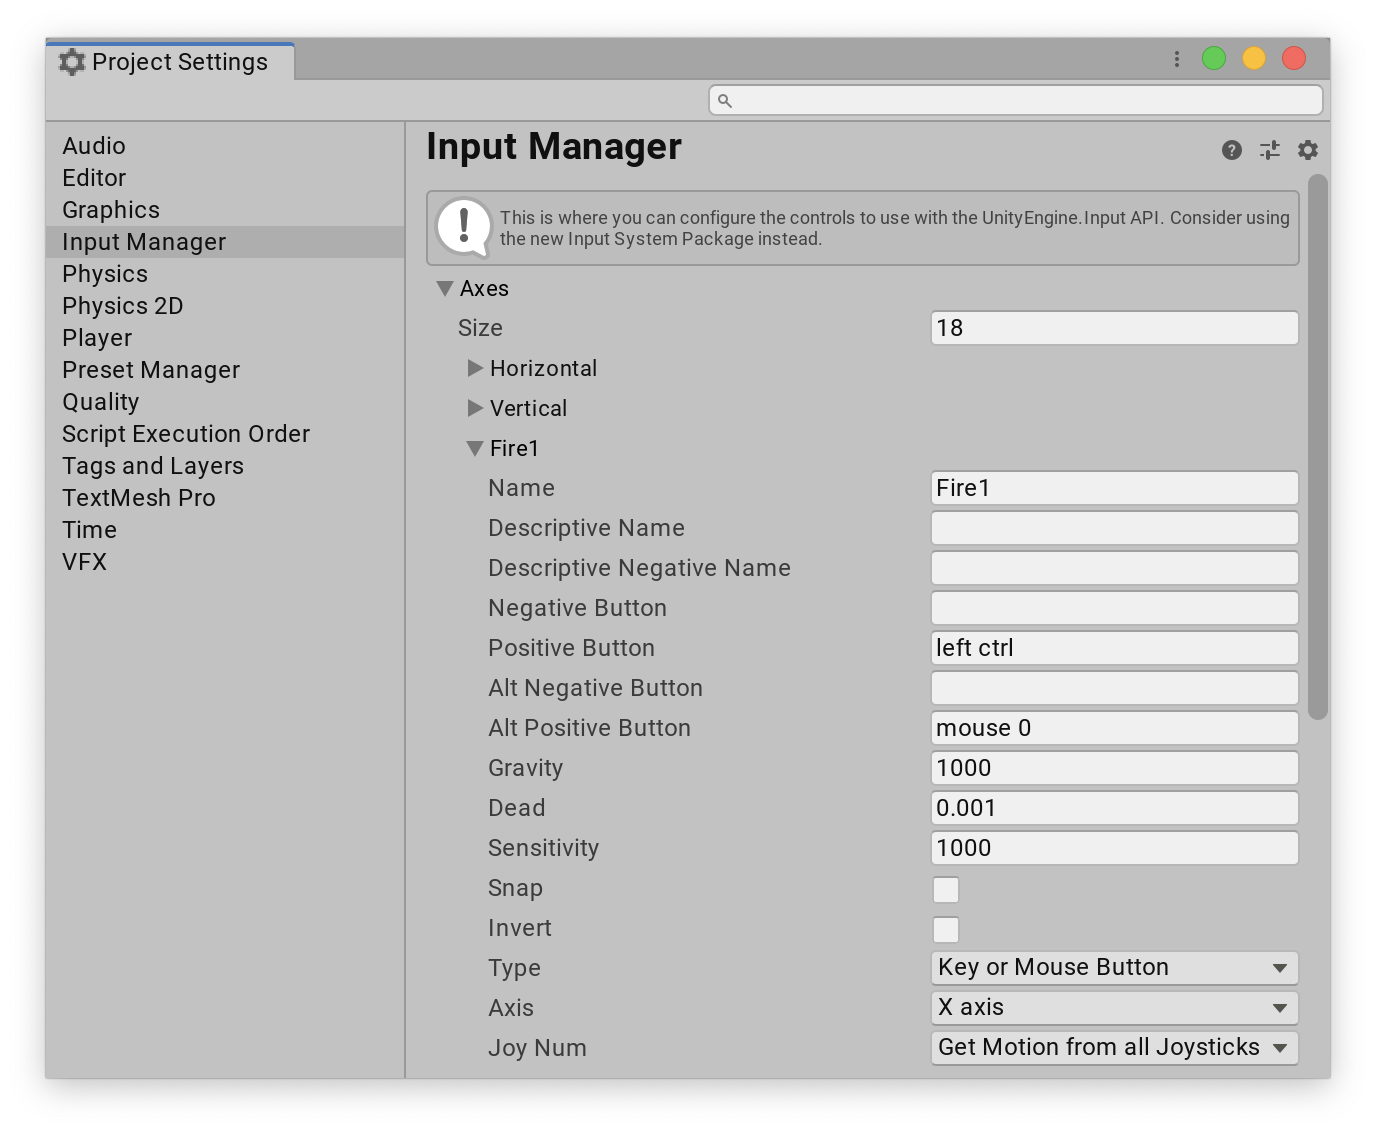 Project Settings
Audio
Editor
Graphics
Input Manager
Physics
Physics 2D
Player
Preset Manager
Quality
Script Execution Order
Tags and Layers
TextMesh Pro
Time
VFX
Input Manager
This is where you can configure the controls to use with the UnityEngine.Input API. Consider using
the new Input System Package instead.
Axes
Size 18
Horizontal
Vertical
Fire1
Name Fire1
Descriptive Name
Descriptive Negative Name
Negative Button
Positive Button left ctrl
Alt Negative Button
Alt Positive Button mouse 0
Gravity 1000
Dead 0.001
Sensitivity 1000
Snap
Invert
Type Key or Mouse Button
Axis X axis
Joy Num Get Motion from all Joysticks